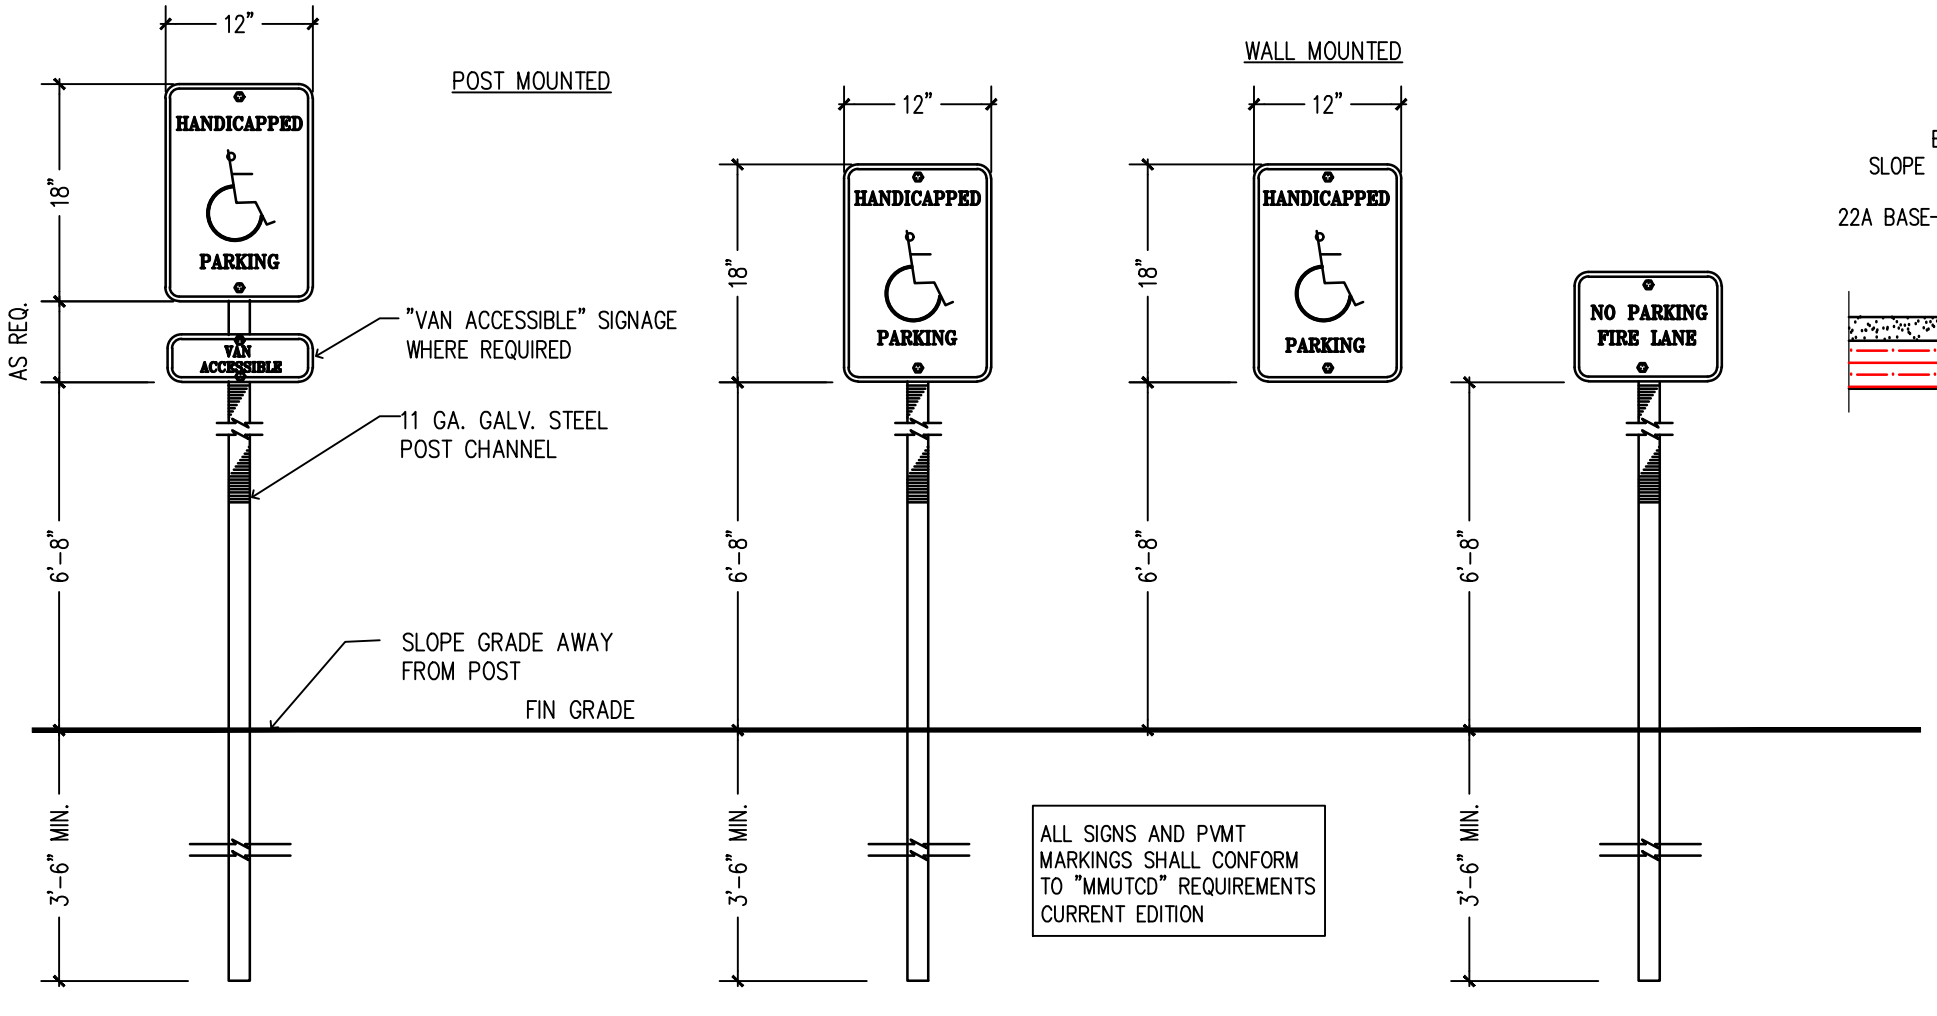 12"
POST MOUNTED
WALL MOUNTED
12"
12"
HANDICAPPED
PARKING
18"
AS REQ.
VAN
ACCESSIBLE
"VAN ACCESSIBLE" SIGNAGE
WHERE REQUIRED
11 GA. GALV. STEEL
POST CHANNEL
6'-8"
SLOPE GRADE AWAY
FROM POST
FIN GRADE
3'-6" MIN.
HANDICAPPED
PARKING
18"
6'-8"
3'-6" MIN.
HANDICAPPED
PARKING
18"
6'-8"
ALL SIGNS AND PVMT
MARKINGS SHALL CONFORM
TO "MMUTCD" REQUIREMENTS
CURRENT EDITION
NO PARKING
FIRE LANE
6'-8"
3'-6" MIN.
SLOPE
22A BASE